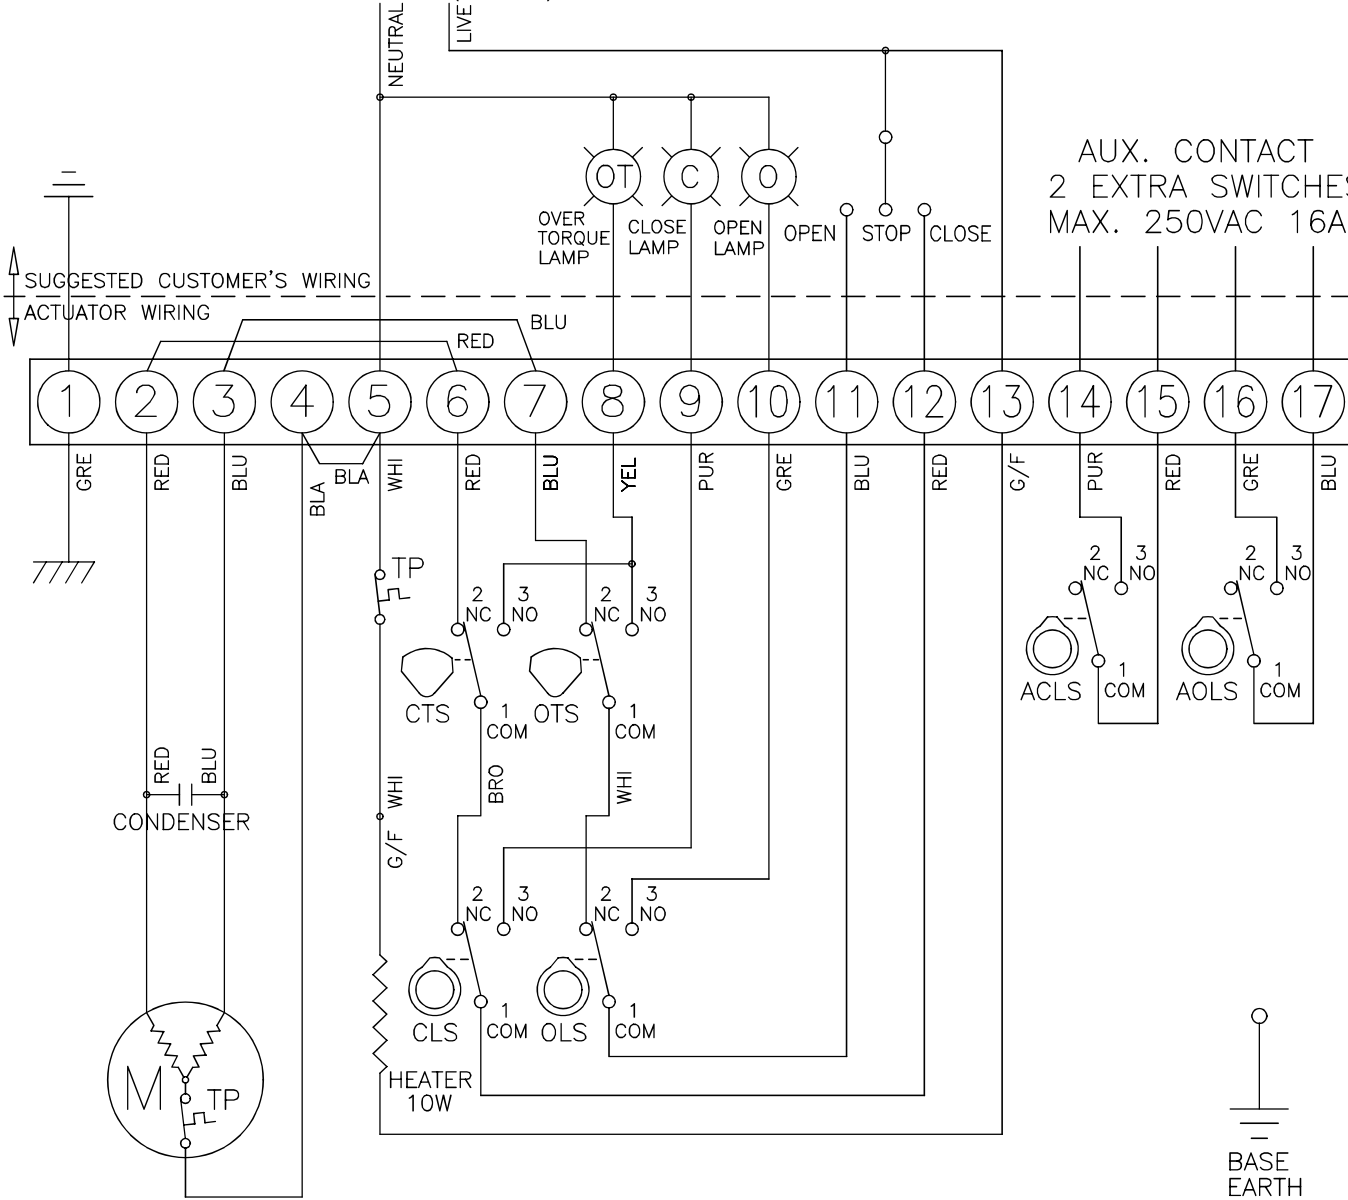 NEUTRAL
LIVE
AUX. CONTACT
2 EXTRA SWITCHES
MAX. 250VAC 16A
OT
C
O
OVER
TORQUE
LAMP
CLOSE
LAMP
OPEN
LAMP
OPEN
STOP
CLOSE
SUGGESTED CUSTOMER'S WIRING
ACTUATOR WIRING
BLU
RED
1 2 3 4 5 6 7 8 9 10 11 12 13 14 15 16 17
GRE
RED
BLU
BLA
BLA
WHI
RED
BLU
YEL
PUR
GRE
BLU
RED
G/F
PUR
RED
GRE
BLU
TP
2
NC
3
NO
2
NC
3
NO
2
NC
3
NO
2
NC
3
NO
CTS
1
COM
OTS
1
COM
ACLS
1
COM
AOLS
1
COM
RED
BLU
CONDENSER
WHI
G/F
BRO
WHI
2
NC
3
NO
2
NC
3
NO
CLS
1
COM
OLS
1
COM
M
TP
HEATER
10W
BASE
EARTH